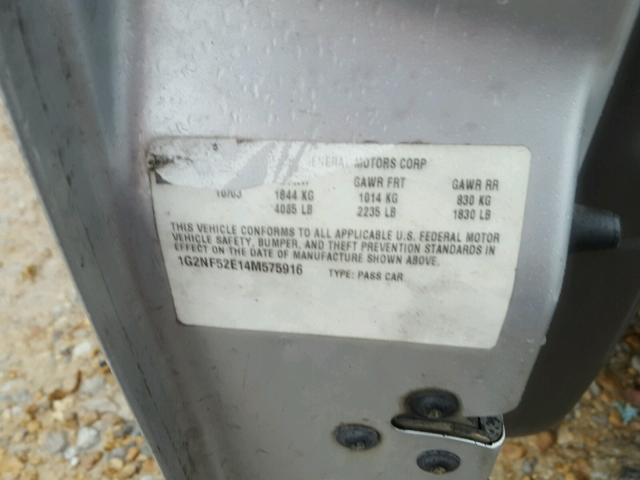 GENERAL MOTORS CORP
GAWR FRT GAWR RR
1844 KG 1014 KG 830 KG
4065 LB 2235 LB 1830 LB
THIS VEHICLE CONFORMS TO ALL APPLICABLE U.S. FEDERAL MOTOR
VEHICLE SAFETY, BUMPER, AND THEFT PREVENTION STANDARDS IN
EFFECT ON THE DATE OF MANUFACTURE SHOWN ABOVE.
1G2NF52E14M575916 TYPE: PASS CAR